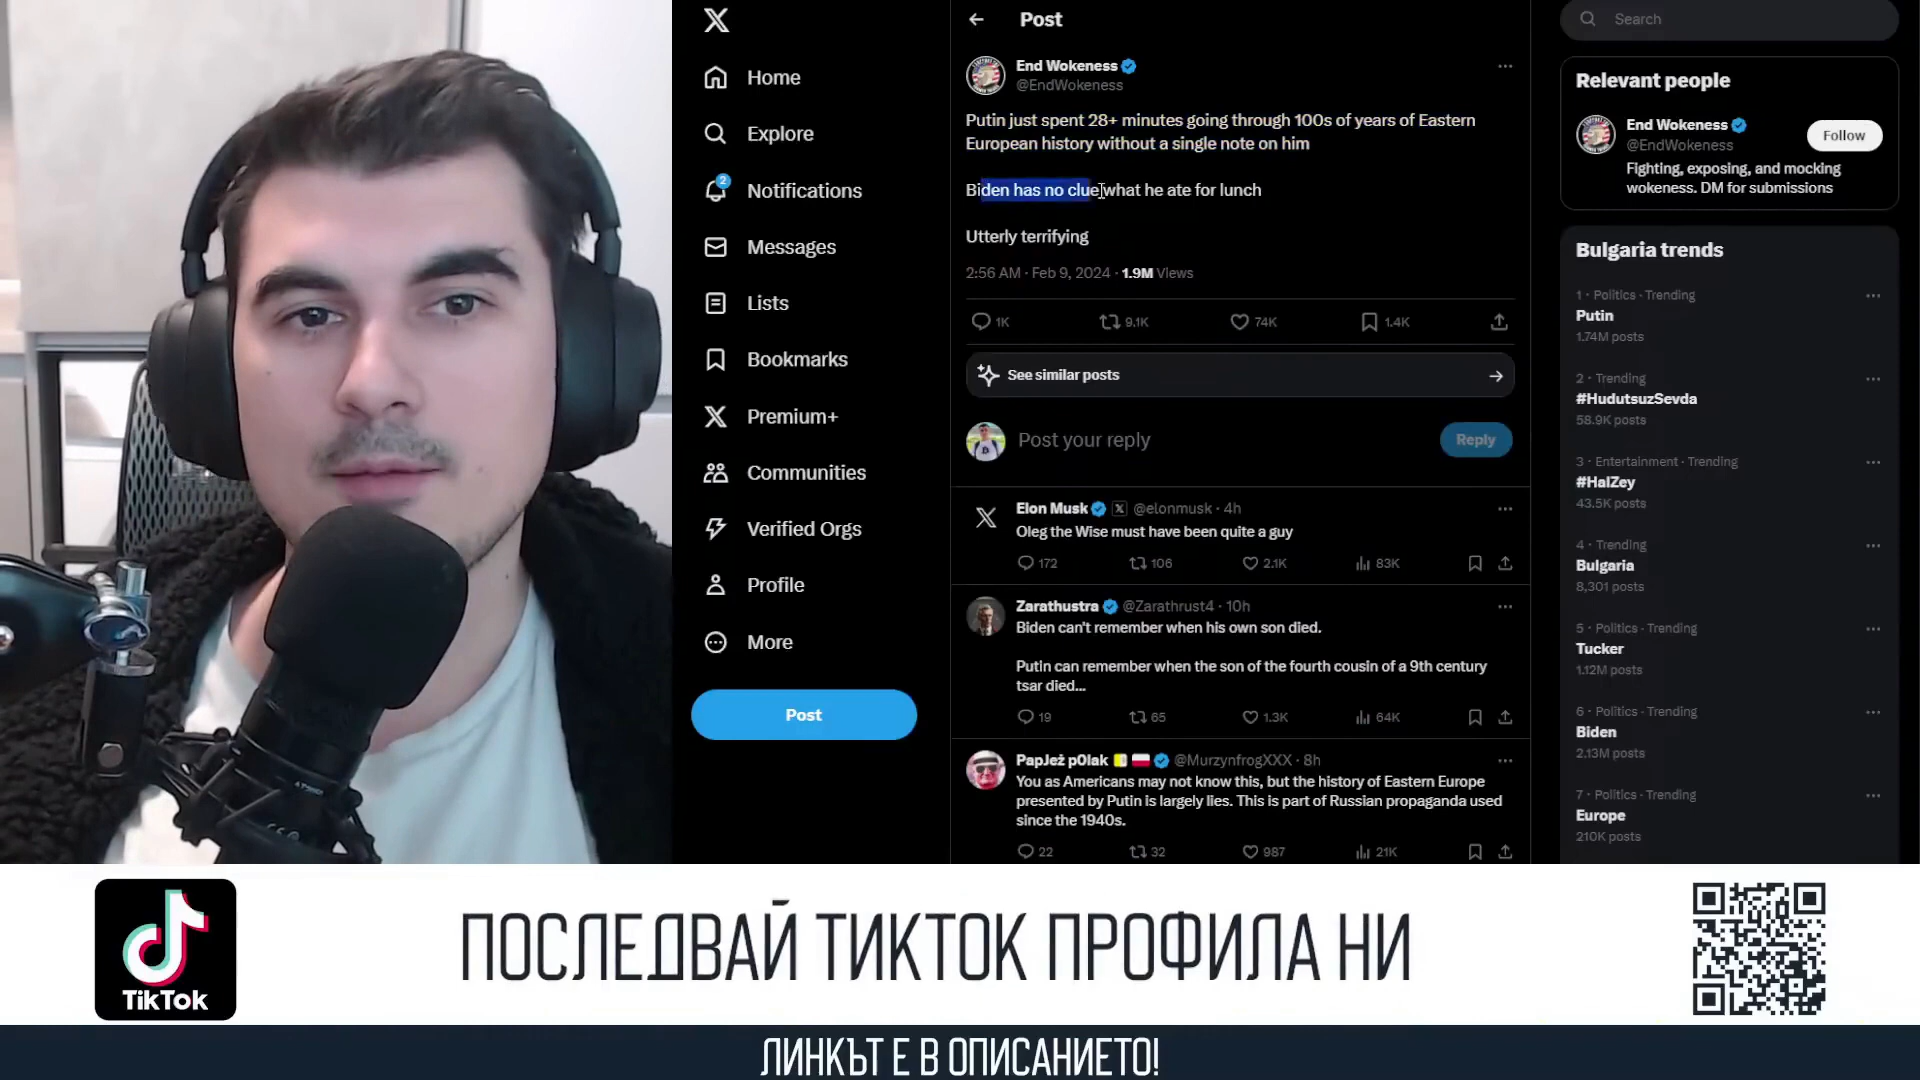 Home
Explore
2
Notifications
Messages
Lists
Bookmarks
Premium+
Communities
Verified Orgs
Profile
More
Post
Post
End Wokeness
@EndWokeness
Putin just spent 28+ minutes going through 100s of years of Eastern
European history without a single note on him
Biden has no clue what he ate for lunch
Utterly terrifying
2:56 AM · Feb 9, 2024 · 1.9M Views
1K 9.1K 74K 1.4K
See similar posts
Post your reply
Reply
Elon Musk @elonmusk · 4h
Oleg the Wise must have been quite a guy
172 106 2.1K 83K
Zarathustra @Zarathrust4 · 10h
Biden can't remember when his own son died.
Putin can remember when the son of the fourth cousin of a 9th century
tsar died...
19 65 1.3K 64K
PapJeż p0lak @MurzynfrogXXX · 8h
You as Americans may not know this, but the history of Eastern Europe
presented by Putin is largely lies. This is part of Russian propaganda used
since the 1940s.
22 32 987 21K
Search
Relevant people
End Wokeness
@EndWokeness
Follow
Fighting, exposing, and mocking
wokeness. DM for submissions
Bulgaria trends
1 · Politics · Trending
Putin
1.74M posts
2 · Trending
#HudutsuzSevda
58.9K posts
3 · Entertainment · Trending
#HalZey
43.5K posts
4 · Trending
Bulgaria
8,301 posts
5 · Politics · Trending
Tucker
1.12M posts
6 · Politics · Trending
Biden
2.13M posts
7 · Politics · Trending
Europe
210K posts
TikTok
ПОСЛЕДВАЙ ТИКТОК ПРОФИЛА НИ
ЛИНКЪТ Е В ОПИСАНИЕТО!